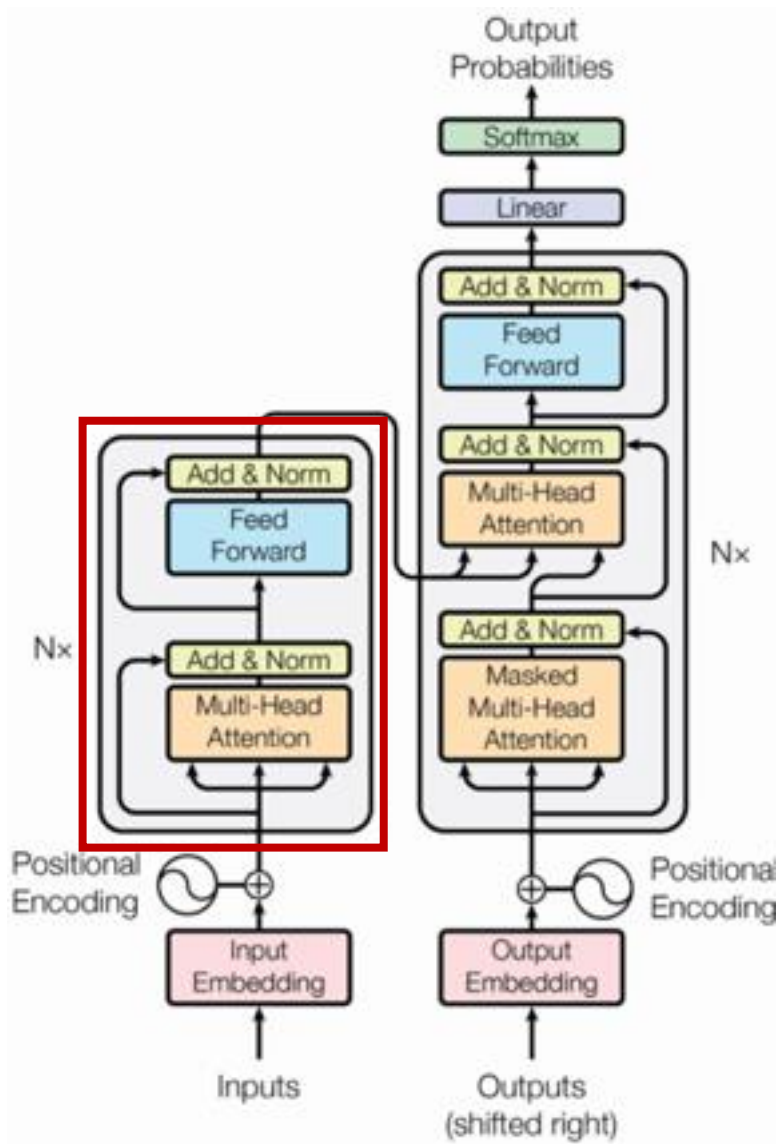 Output
Probabilities
Softmax
Linear
Add & Norm
Feed
Forward
Add & Norm
Multi-Head
Attention
Nx
Add & Norm
Masked
Multi-Head
Attention
Add & Norm
Feed
Forward
Nx
Add & Norm
Multi-Head
Attention
Positional
Encoding
Positional
Encoding
Input
Embedding
Output
Embedding
Inputs
Outputs
(shifted right)